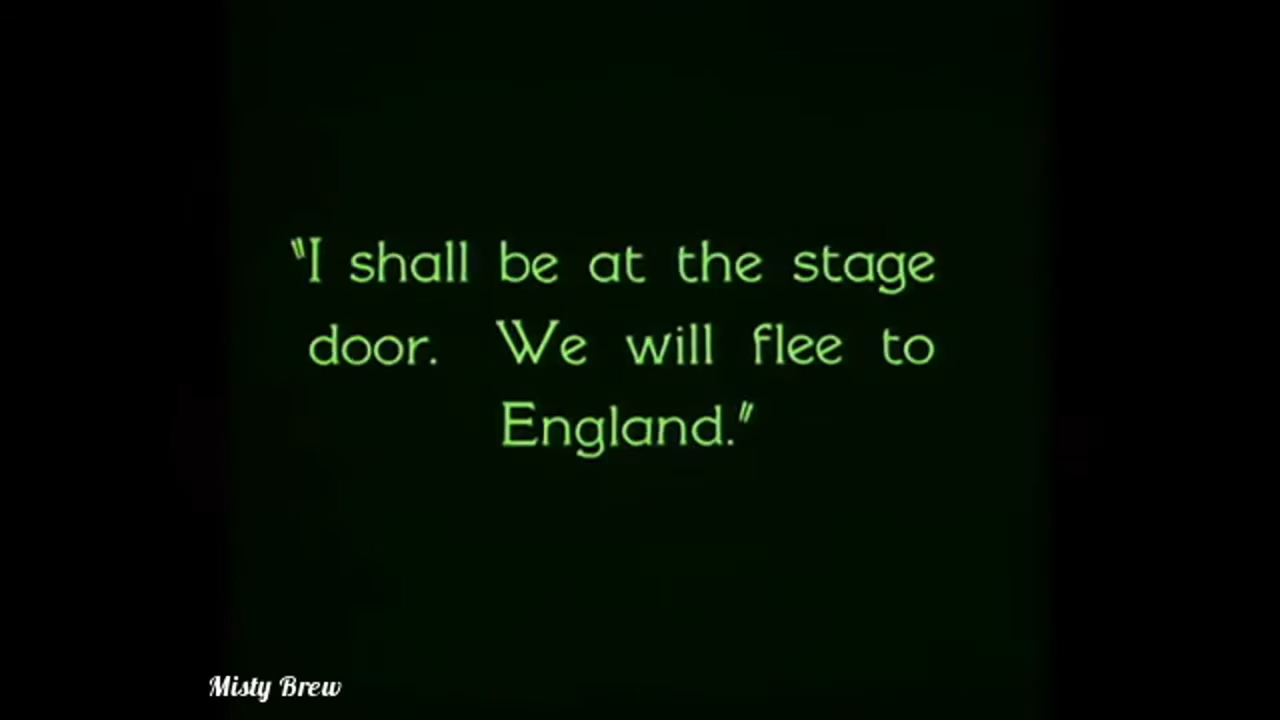 "I shall be at the stage
door. We will flee to
England."
Misty Brew